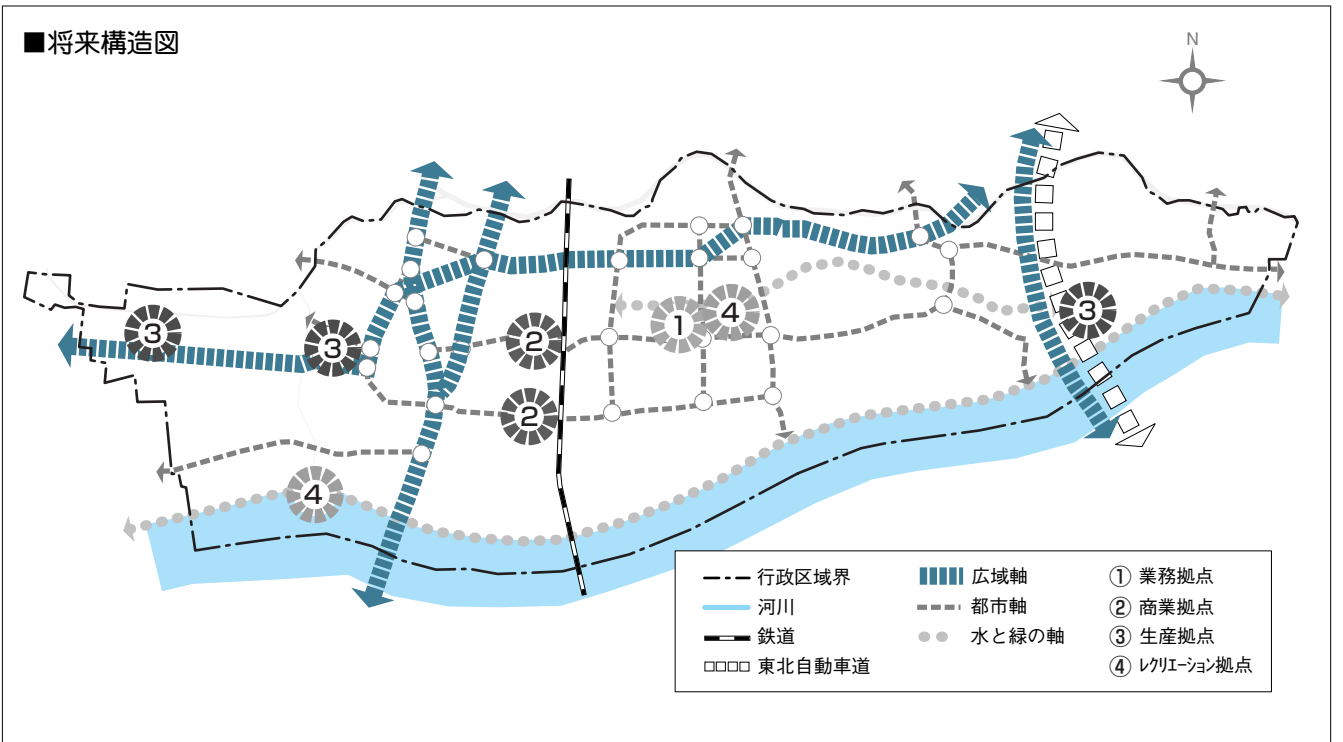 ■将来構造図
N
3
3
2
2
1
4
3
4
行政区域界
河川
鉄道
東北自動車道
広域軸
都市軸
水と緑の軸
① 業務拠点
② 商業拠点
③ 生産拠点
④ ﾚｸﾘｴｰｼｮﾝ拠点